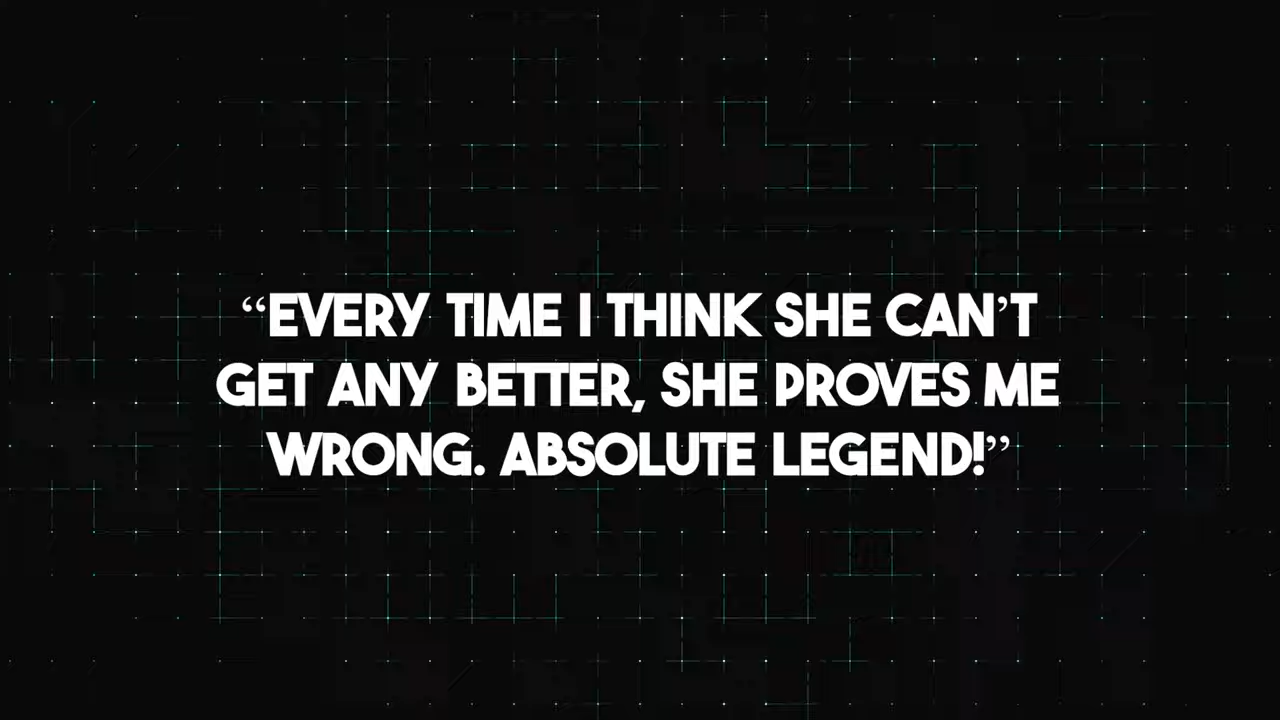 “EVERY TIME I THINK SHE CAN’T
GET ANY BETTER, SHE PROVES ME
WRONG. ABSOLUTE LEGEND!”